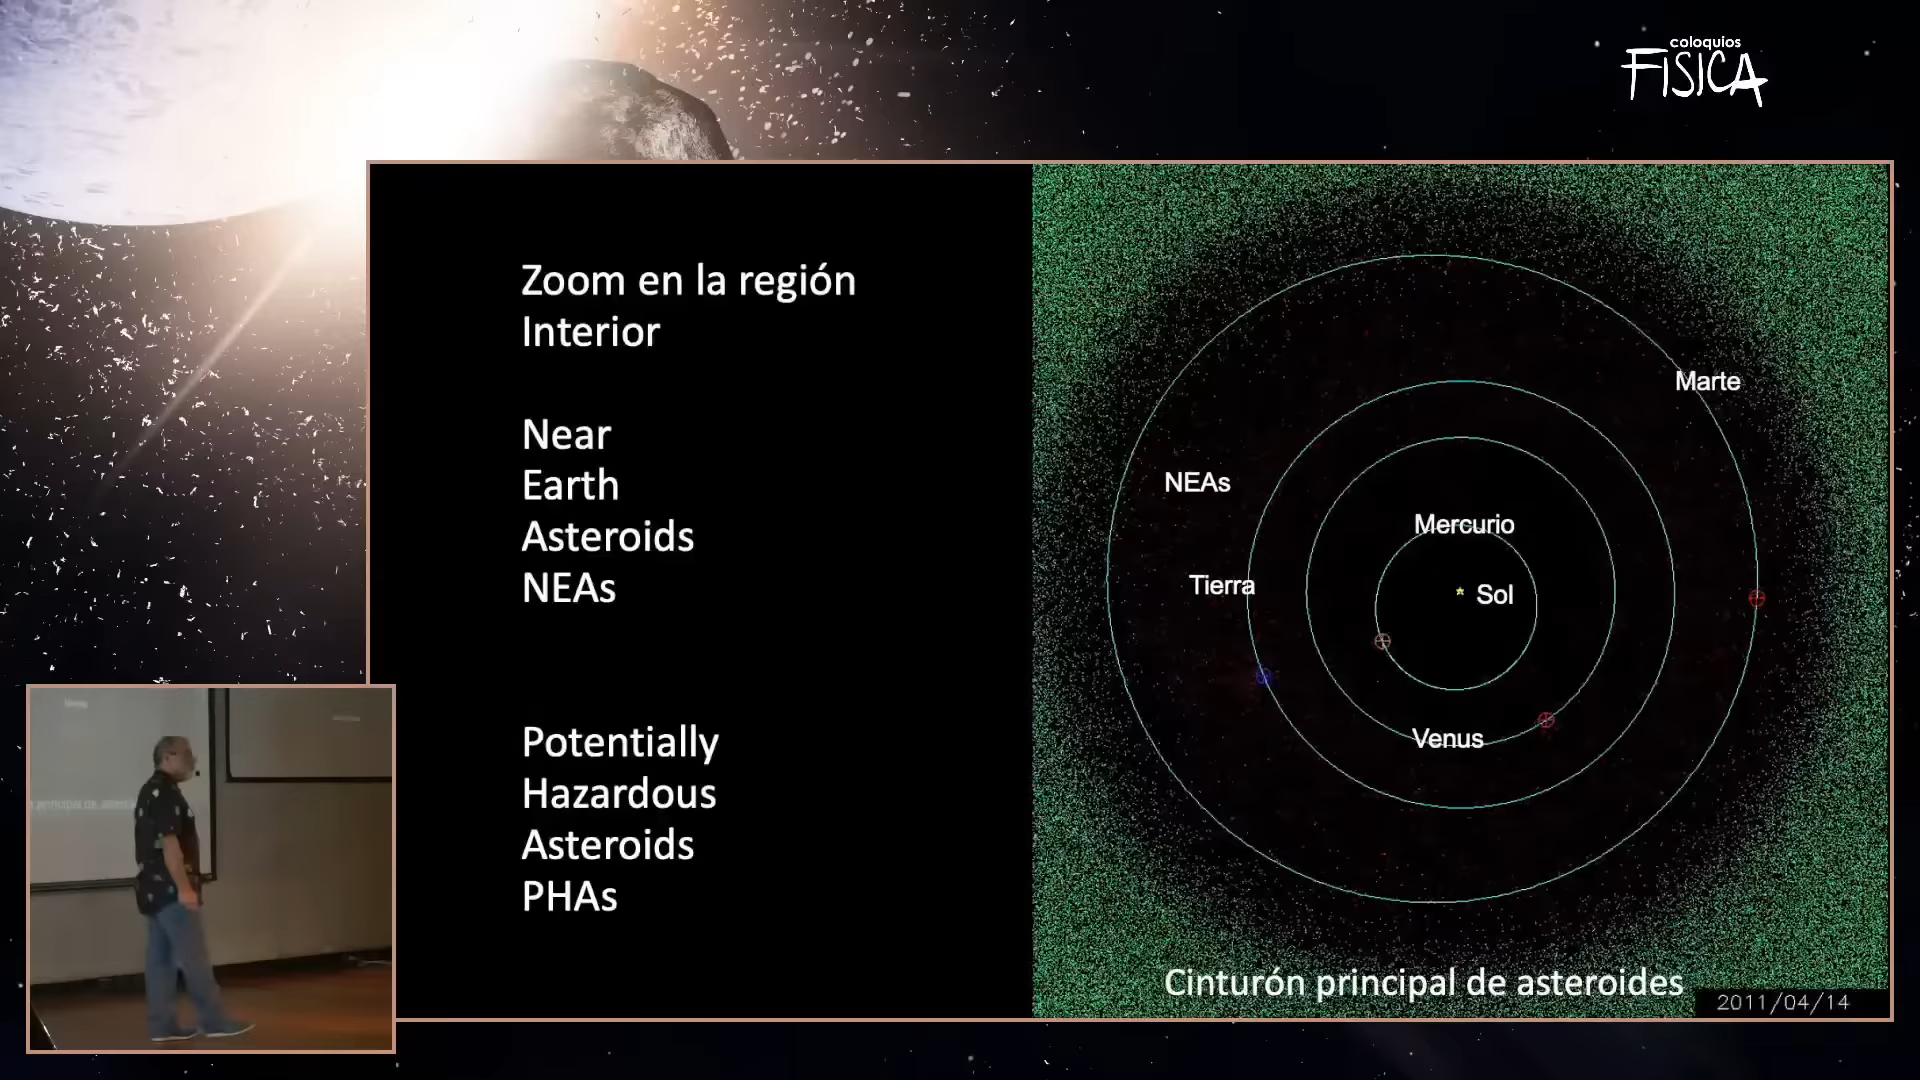 coloquios
FISICA
Zoom en la región
Interior
Near
Earth
Asteroids
NEAs
Potentially
Hazardous
Asteroids
PHAs
Marte
NEAs
Mercurio
Tierra
Sol
Venus
Cinturón principal de asteroides
2011/04/14